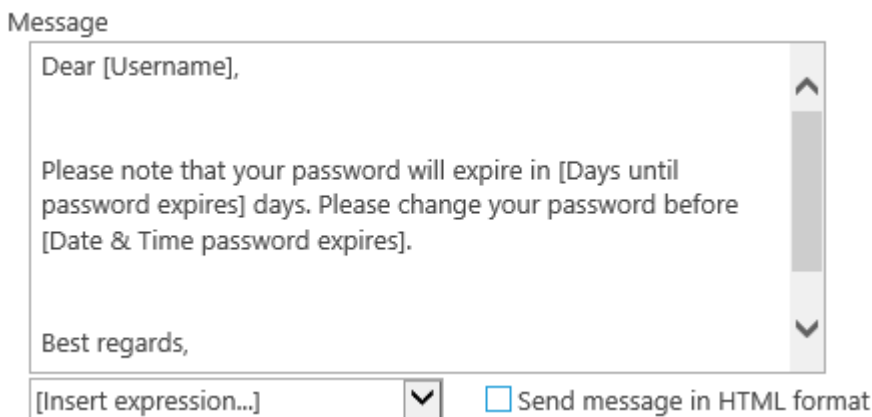 Message
Dear [Username],
Please note that your password will expire in [Days until
password expires] days. Please change your password before
[Date & Time password expires].
Best regards,
[Insert expression...]
Send message in HTML format